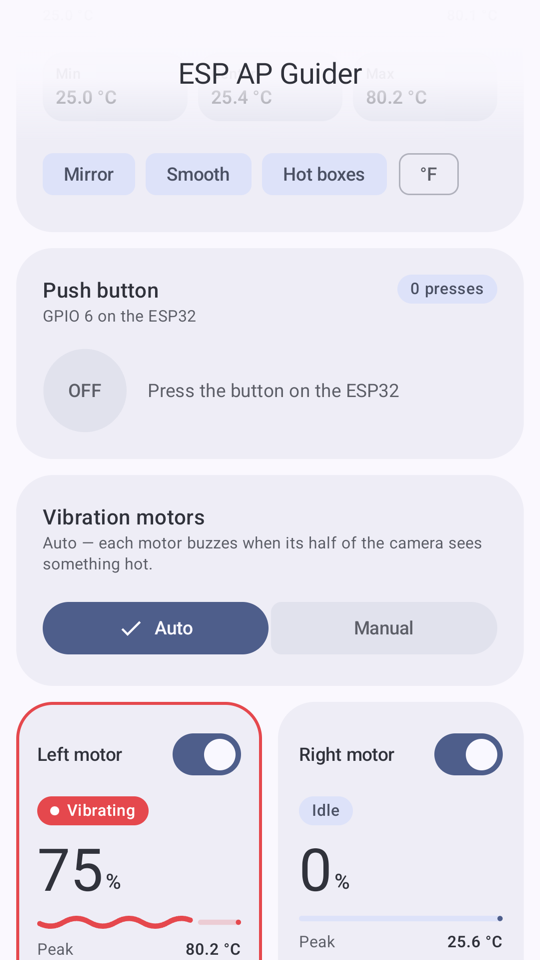 ESP AP Guider
Min
Max
25.0 °C
25.4 °C
80.2 °C
Mirror
Smooth
Hot boxes
°F
Push button
0 presses
GPIO 6 on the ESP32
OFF
Press the button on the ESP32
Vibration motors
Auto — each motor buzzes when its half of the camera sees
something hot.
Auto
Manual
Left motor
Right motor
Vibrating
Idle
75%
0%
Peak
80.2 °C
Peak
25.6 °C